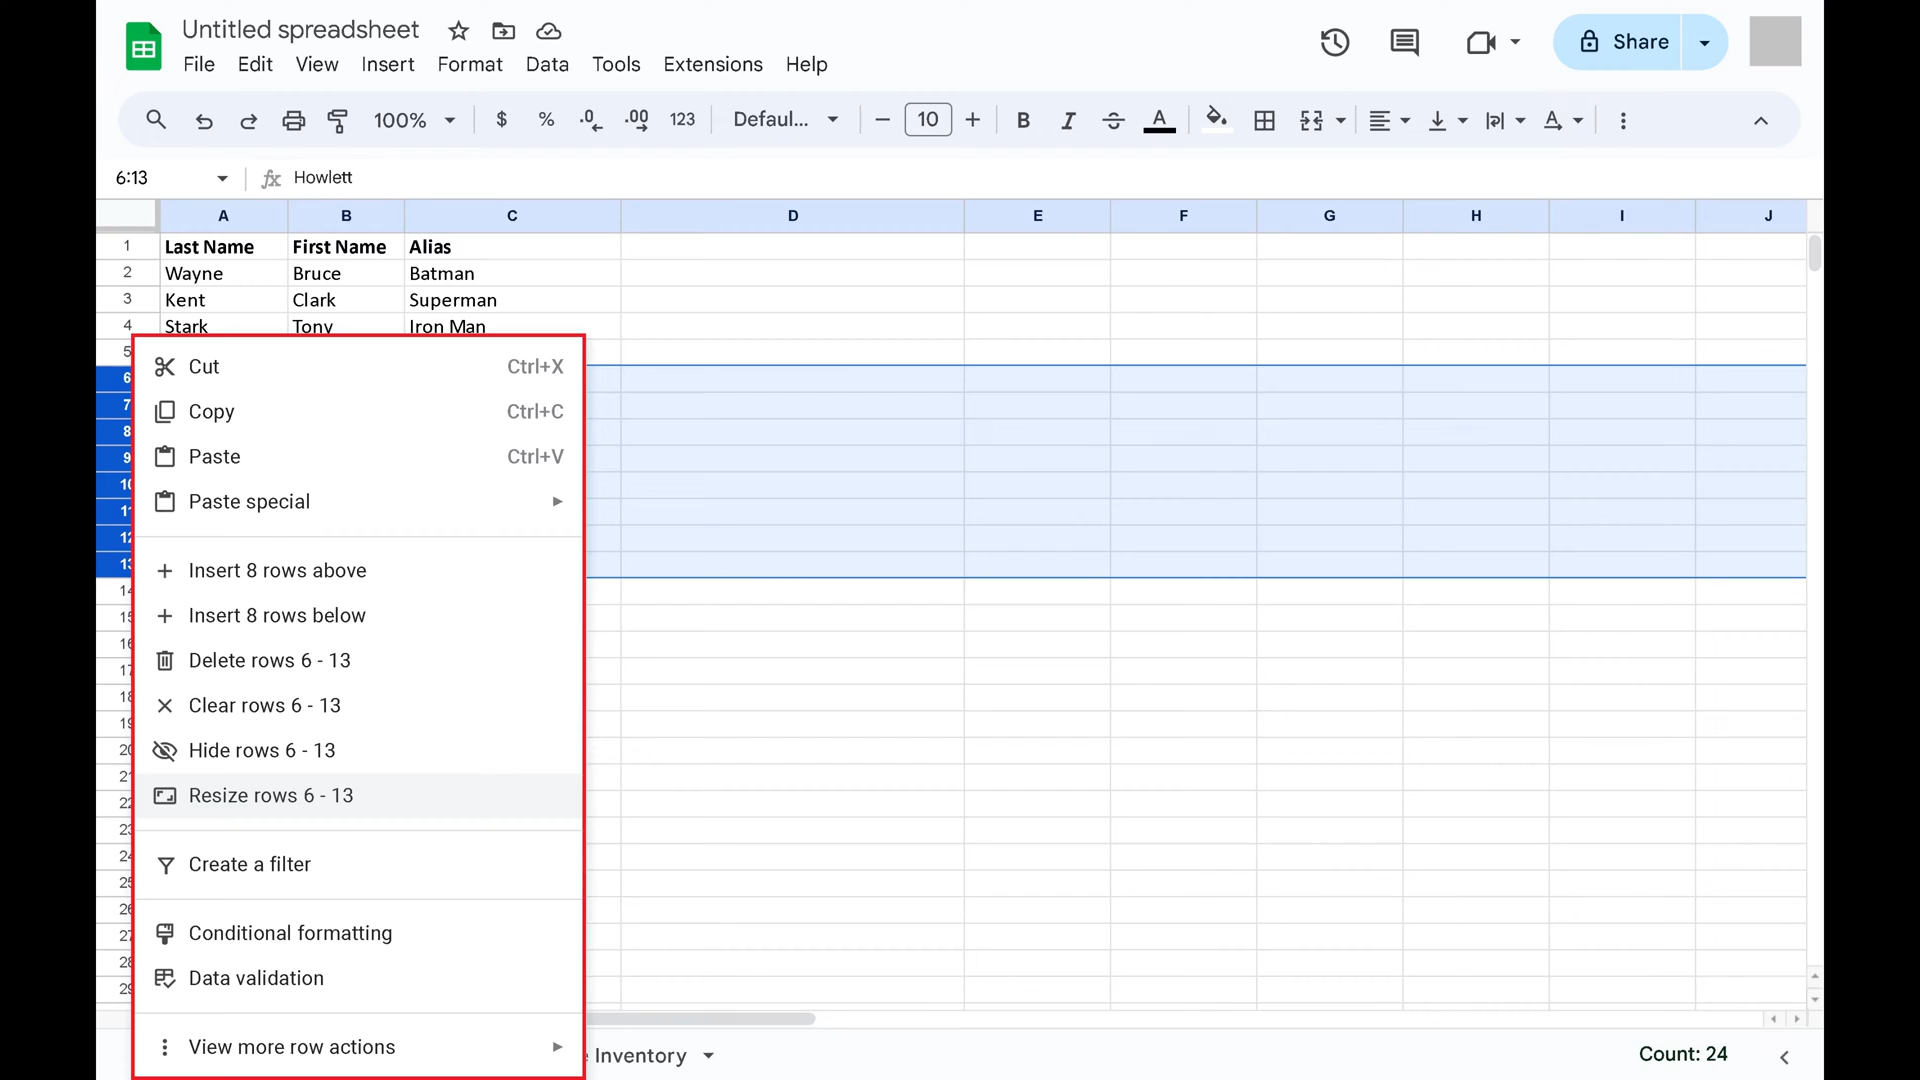 Untitled spreadsheet
File Edit View Insert Format Data Tools Extensions Help
Share
100% $ % .0 .00 123 Defaul... − 10 + B I S A A
6:13 fx Howlett
A B C D E F G H I J
1 Last Name First Name Alias
2 Wayne Bruce Batman
3 Kent Clark Superman
4 Stark Tony Iron Man
5
6
7
8
9
10
11
12
13
14
15
16
17
18
19
20
21
22
23
24
25
26
27
28
29
Cut Ctrl+X
Copy Ctrl+C
Paste Ctrl+V
Paste special
Insert 8 rows above
Insert 8 rows below
Delete rows 6 - 13
Clear rows 6 - 13
Hide rows 6 - 13
Resize rows 6 - 13
Create a filter
Conditional formatting
Data validation
View more row actions
Inventory
Count: 24